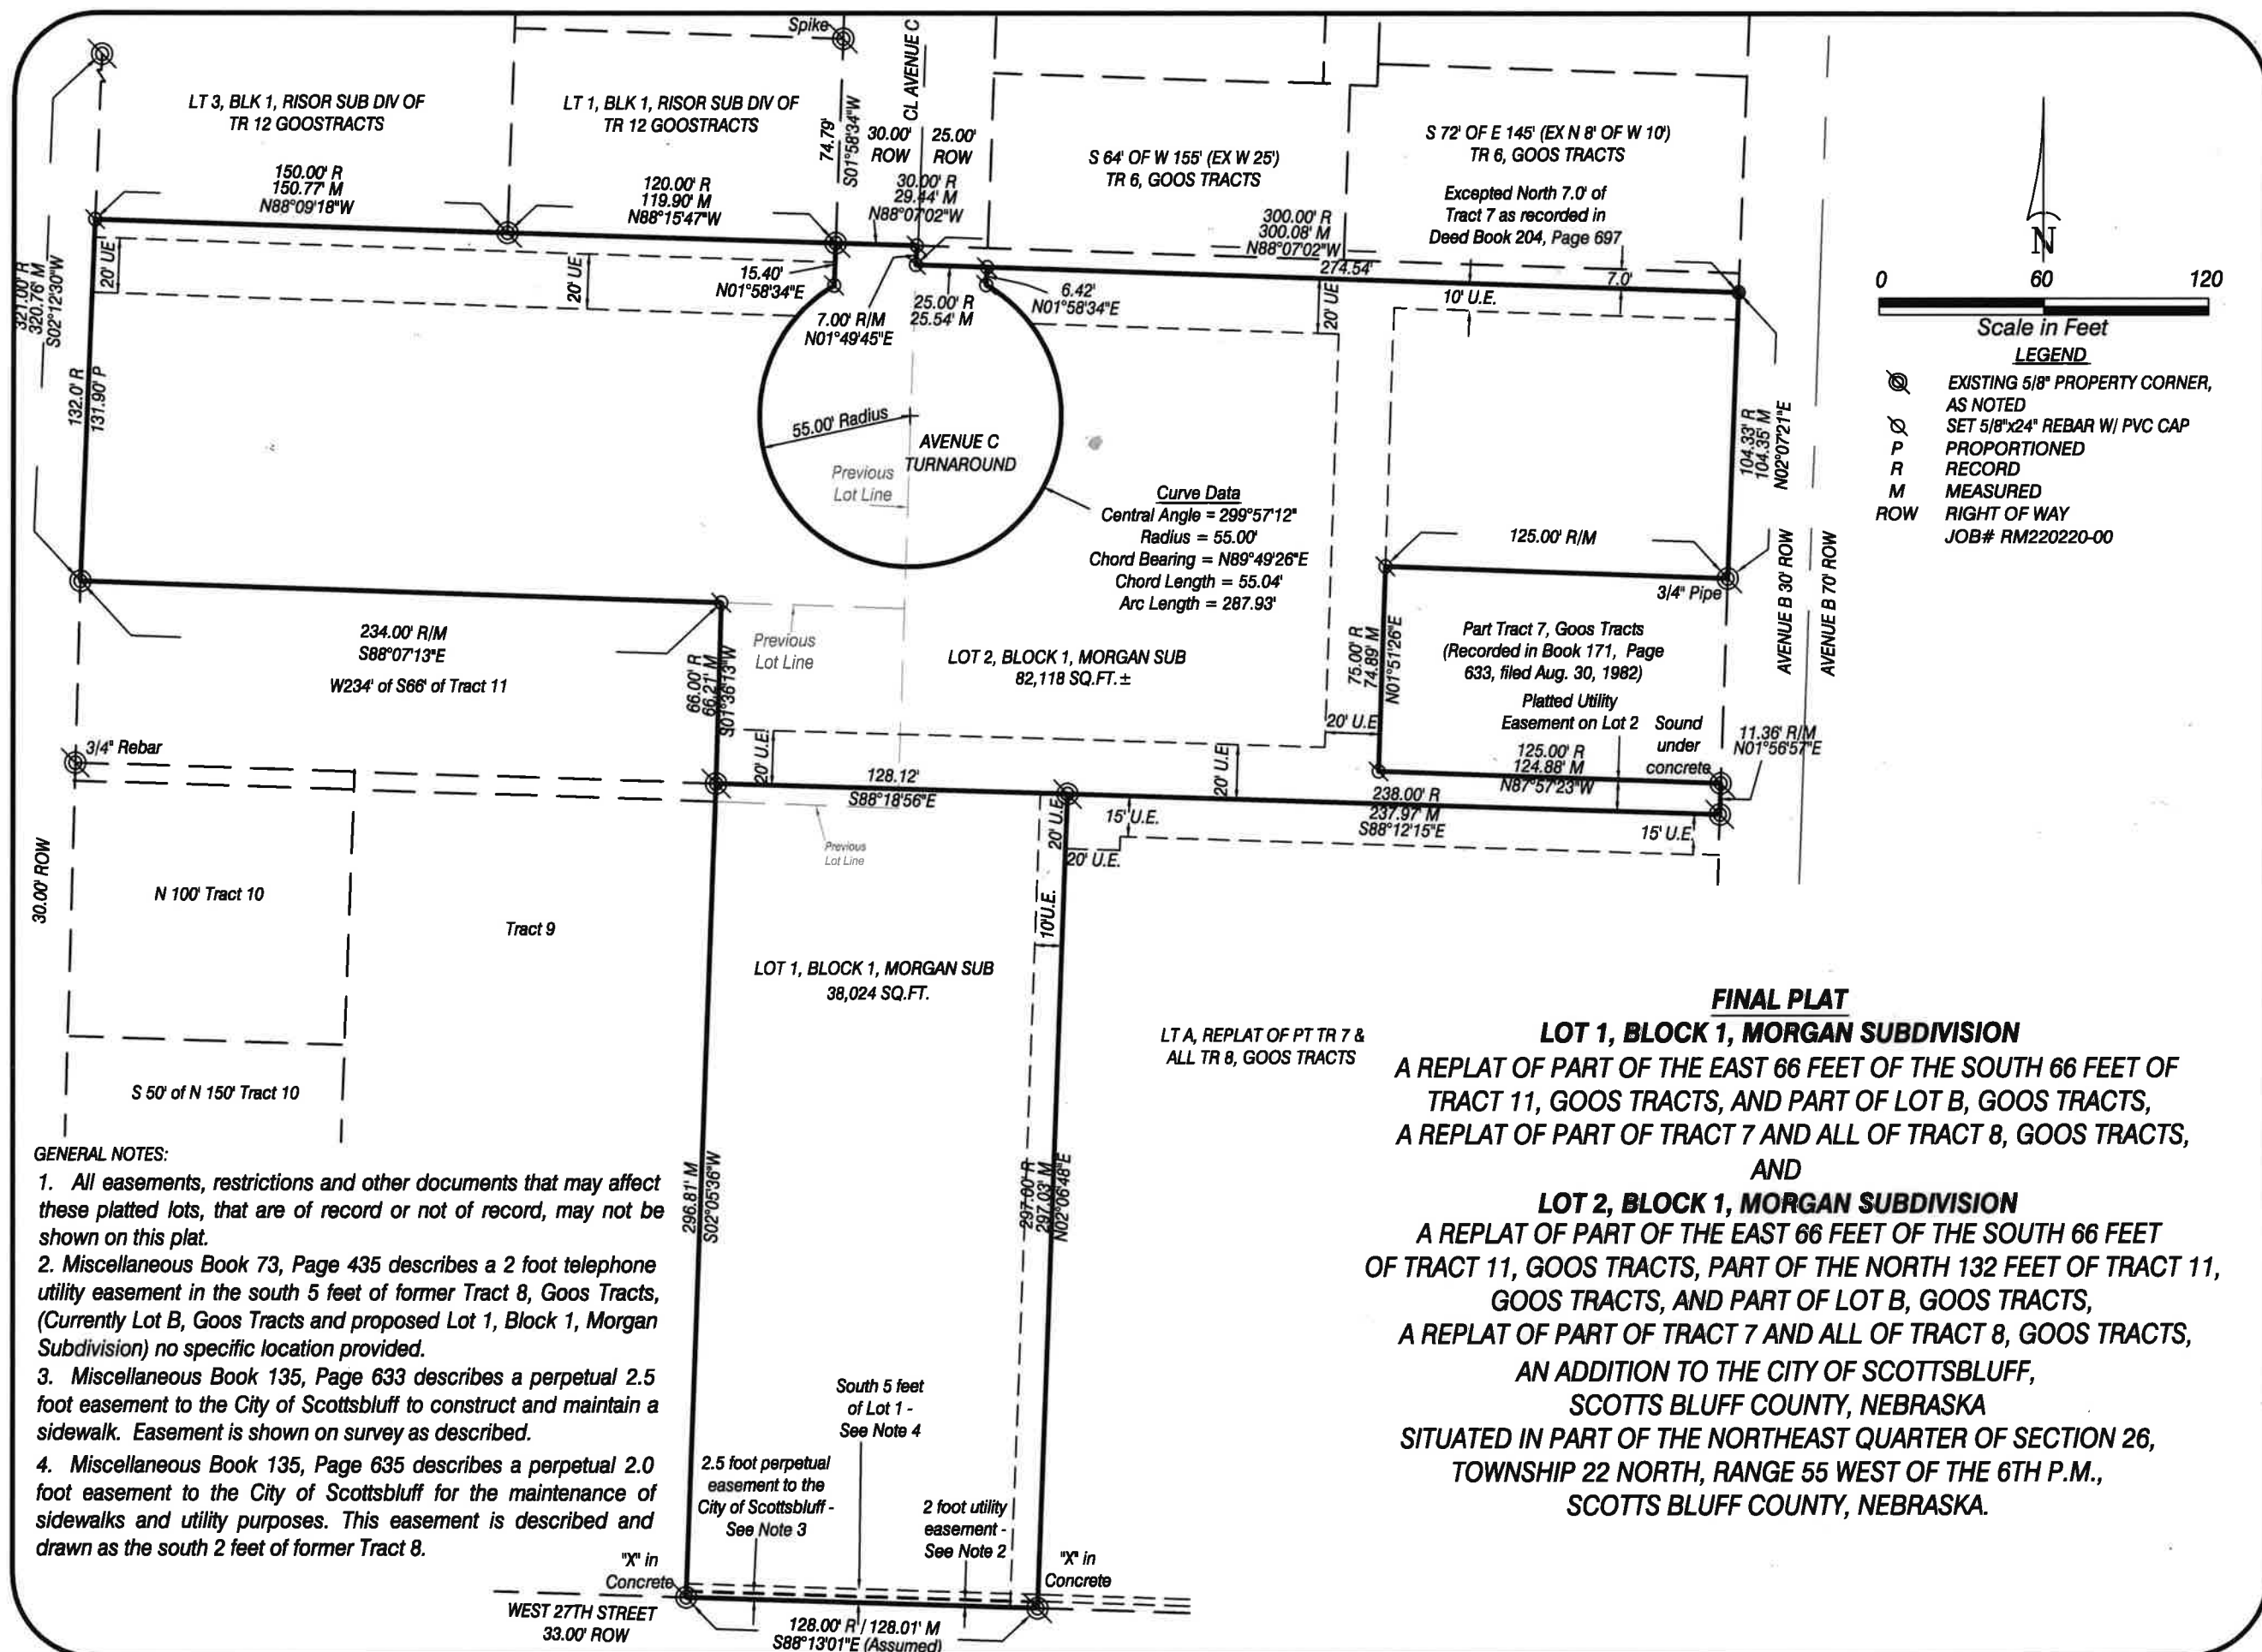 Spike
CL AVENUE C
LT 3, BLK 1, RISOR SUB DIV OF
TR 12 GOOSTRACTS
LT 1, BLK 1, RISOR SUB DIV OF
TR 12 GOOSTRACTS
74.79'
S01°58'34"W
30.00'
ROW
25.00'
ROW
S 64' OF W 155' (EX W 25')
TR 6, GOOS TRACTS
S 72' OF E 145' (EX N 8' OF W 10')
TR 6, GOOS TRACTS
Excepted North 7.0' of
Tract 7 as recorded in
Deed Book 204, Page 697
150.00' R
150.77' M
N88°09'18"W
120.00' R
119.90' M
N88°15'47"W
30.00' R
29.44' M
N88°07'02"W
300.00' R
300.08' M
N88°07'02"W
274.54'
7.0'
10' U.E.
321.00' R
320.76' M
S02°12'30"W
20' UE
20' UE
15.40'
N01°58'34"E
7.00' R/M
N01°49'45"E
25.00' R
25.54' M
6.42'
N01°58'34"E
20' UE
132.0' R
131.90' P
55.00' Radius
AVENUE C
TURNAROUND
Previous
Lot Line
Curve Data
Central Angle = 299°57'12"
Radius = 55.00'
Chord Bearing = N89°49'26"E
Chord Length = 55.04'
Arc Length = 287.93'
104.33' R
104.35' M
N02°07'21"E
125.00' R/M
3/4" Pipe
AVENUE B 30' ROW
AVENUE B 70' ROW
N
0 60 120
Scale in Feet
LEGEND
EXISTING 5/8" PROPERTY CORNER,
AS NOTED
SET 5/8"x24" REBAR W/ PVC CAP
P PROPORTIONED
R RECORD
M MEASURED
ROW RIGHT OF WAY
JOB# RM220220-00
234.00' R/M
S88°07'13"E
W234' of S66' of Tract 11
66.00' R
66.21' M
S01°36'13"W
Previous
Lot Line
LOT 2, BLOCK 1, MORGAN SUB
82,118 SQ.FT.±
75.00' R
74.89' M
N01°51'26"E
Part Tract 7, Goos Tracts
(Recorded in Book 171, Page
633, filed Aug. 30, 1982)
Platted Utility
Easement on Lot 2
Sound
under
concrete
11.36' R/M
N01°56'57"E
20' U.E.
125.00' R
124.88' M
N87°57'23"W
3/4" Rebar
20' U.E.
128.12'
S88°18'56"E
20' U.E.
238.00' R
237.97' M
S88°12'15"E
15' U.E.
15' U.E.
20' U.E.
20' U.E.
Previous
Lot Line
30.00' ROW
N 100' Tract 10
Tract 9
10'U.E.
LOT 1, BLOCK 1, MORGAN SUB
38,024 SQ.FT.
LT A, REPLAT OF PT TR 7 &
ALL TR 8, GOOS TRACTS
S 50' of N 150' Tract 10
296.81' M
S02°05'36"W
297.00' R
297.03' M
N02°06'48"E
GENERAL NOTES:
1. All easements, restrictions and other documents that may affect
these platted lots, that are of record or not of record, may not be
shown on this plat.
2. Miscellaneous Book 73, Page 435 describes a 2 foot telephone
utility easement in the south 5 feet of former Tract 8, Goos Tracts,
(Currently Lot B, Goos Tracts and proposed Lot 1, Block 1, Morgan
Subdivision) no specific location provided.
3. Miscellaneous Book 135, Page 633 describes a perpetual 2.5
foot easement to the City of Scottsbluff to construct and maintain a
sidewalk. Easement is shown on survey as described.
4. Miscellaneous Book 135, Page 635 describes a perpetual 2.0
foot easement to the City of Scottsbluff for the maintenance of
sidewalks and utility purposes. This easement is described and
drawn as the south 2 feet of former Tract 8.
South 5 feet
of Lot 1 -
See Note 4
2.5 foot perpetual
easement to the
City of Scottsbluff -
See Note 3
2 foot utility
easement -
See Note 2
"X" in
Concrete
"X" in
Concrete
WEST 27TH STREET
33.00' ROW
128.00' R / 128.01' M
S88°13'01"E (Assumed)
FINAL PLAT
LOT 1, BLOCK 1, MORGAN SUBDIVISION
A REPLAT OF PART OF THE EAST 66 FEET OF THE SOUTH 66 FEET OF
TRACT 11, GOOS TRACTS, AND PART OF LOT B, GOOS TRACTS,
A REPLAT OF PART OF TRACT 7 AND ALL OF TRACT 8, GOOS TRACTS,
AND
LOT 2, BLOCK 1, MORGAN SUBDIVISION
A REPLAT OF PART OF THE EAST 66 FEET OF THE SOUTH 66 FEET
OF TRACT 11, GOOS TRACTS, PART OF THE NORTH 132 FEET OF TRACT 11,
GOOS TRACTS, AND PART OF LOT B, GOOS TRACTS,
A REPLAT OF PART OF TRACT 7 AND ALL OF TRACT 8, GOOS TRACTS,
AN ADDITION TO THE CITY OF SCOTTSBLUFF,
SCOTTS BLUFF COUNTY, NEBRASKA
SITUATED IN PART OF THE NORTHEAST QUARTER OF SECTION 26,
TOWNSHIP 22 NORTH, RANGE 55 WEST OF THE 6TH P.M.,
SCOTTS BLUFF COUNTY, NEBRASKA.